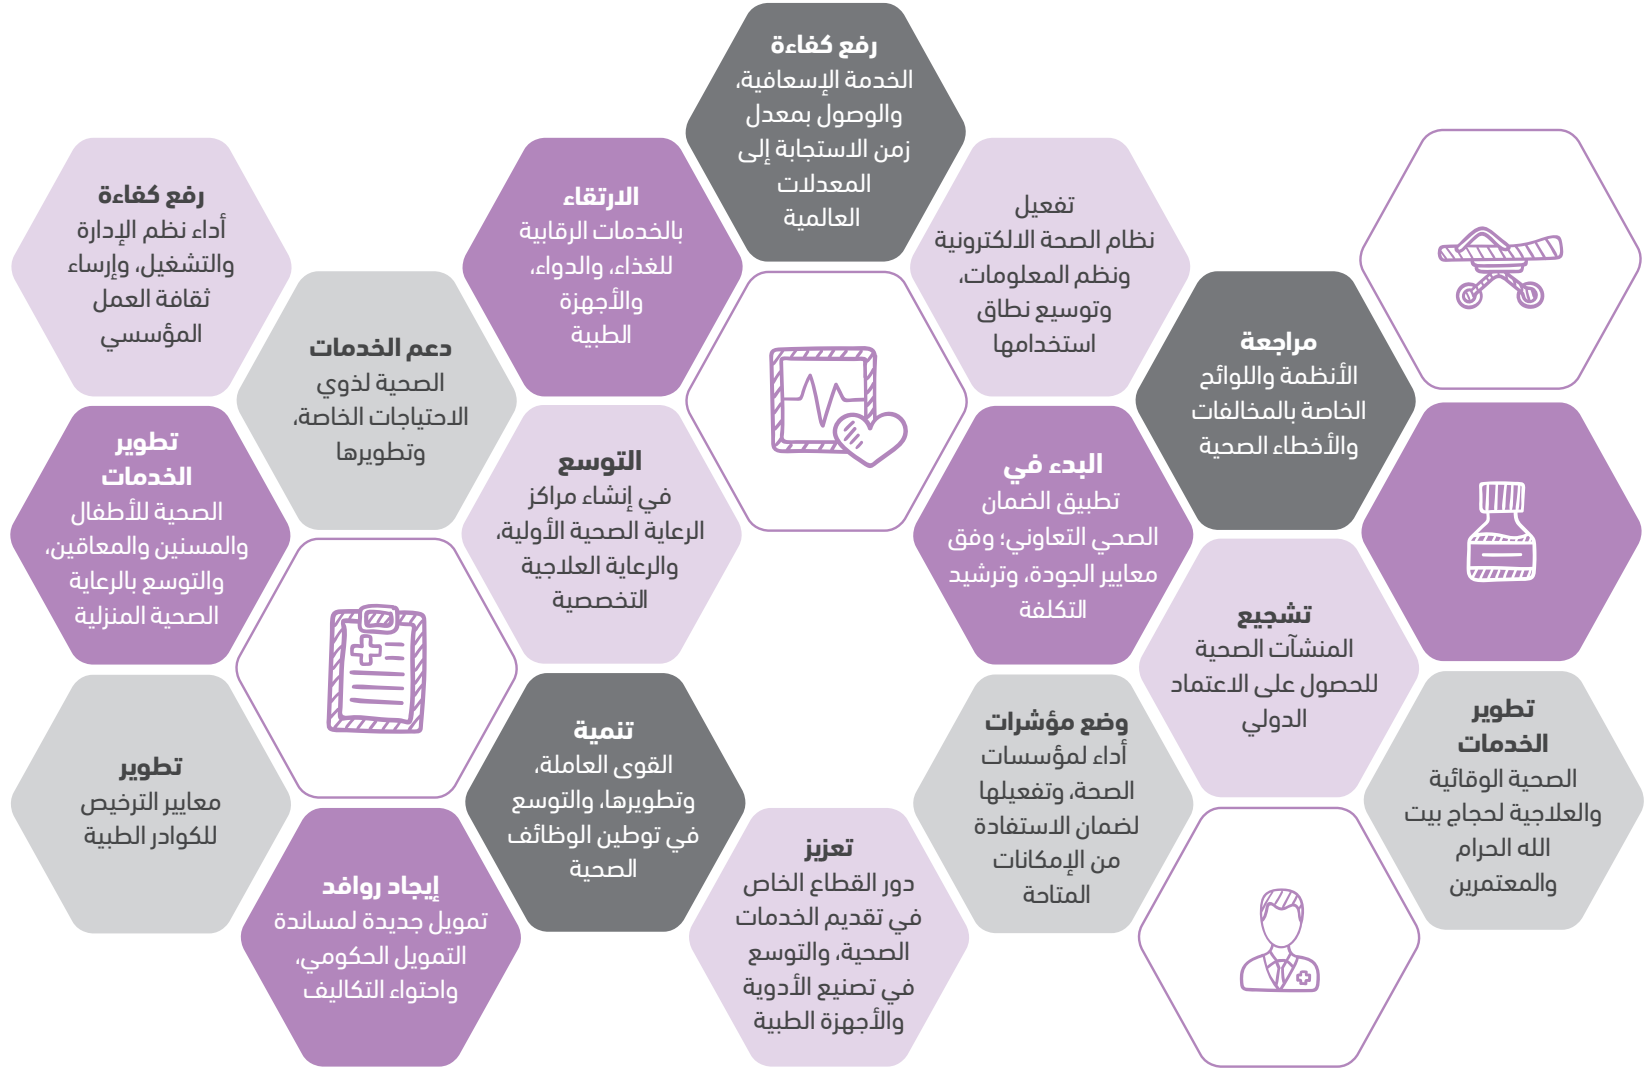 رفع كفاءة
الخدمة الإسعافية،
والوصول بمعدل
زمن الاستجابة إلى
المعدلات
العالمية
تفعيل
نظام الصحة الالكترونية
ونظم المعلومات،
وتوسيع نطاق
استخدامها
الارتقاء
بالخدمات الرقابية
للغذاء، والدواء،
والأجهزة
الطبية
رفع كفاءة
أداء نظم الإدارة
والتشغيل، وإرساء
ثقافة العمل
المؤسسي
مراجعة
الأنظمة واللوائح
الخاصة بالمخالفات
والأخطاء الصحية
دعم الخدمات
الصحية لذوي
الاحتياجات الخاصة،
وتطويرها
البدء في
تطبيق الضمان
الصحي التعاوني؛ وفق
معايير الجودة، وترشيد
التكلفة
التوسع
في إنشاء مراكز
الرعاية الصحية الأولية،
والرعاية العلاجية
التخصصية
تطوير
الخدمات
الصحية للأطفال
والمسنين والمعاقين،
والتوسع بالرعاية
الصحية المنزلية
تشجيع
المنشآت الصحية
للحصول على الاعتماد
الدولي
تطوير
الخدمات
الصحية الوقائية
والعلاجية لحجاج بيت
الله الحرام
والمعتمرين
وضع مؤشرات
أداء لمؤسسات
الصحة، وتفعيلها
لضمان الاستفادة
من الإمكانات
المتاحة
تنمية
القوى العاملة،
وتطويرها، والتوسع
في توطين الوظائف
الصحية
تطوير
معايير الترخيص
للكوادر الطبية
تعزيز
دور القطاع الخاص
في تقديم الخدمات
الصحية، والتوسع
في تصنيع الأدوية
والأجهزة الطبية
إيجاد روافد
تمويل جديدة لمساندة
التمويل الحكومي،
واحتواء التكاليف